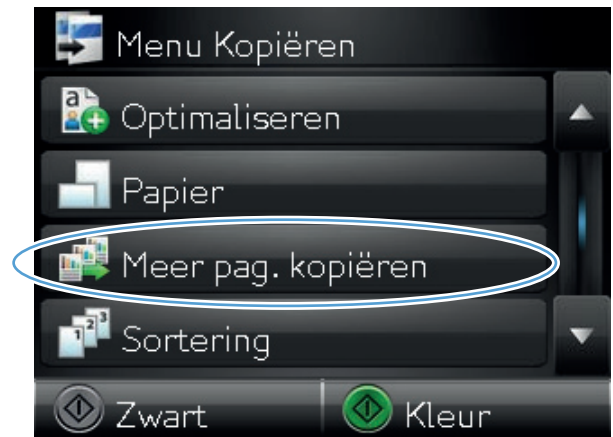 Menu Kopiëren
Optimaliseren
Papier
Meer pag. kopiëren
Sortering
Zwart Kleur